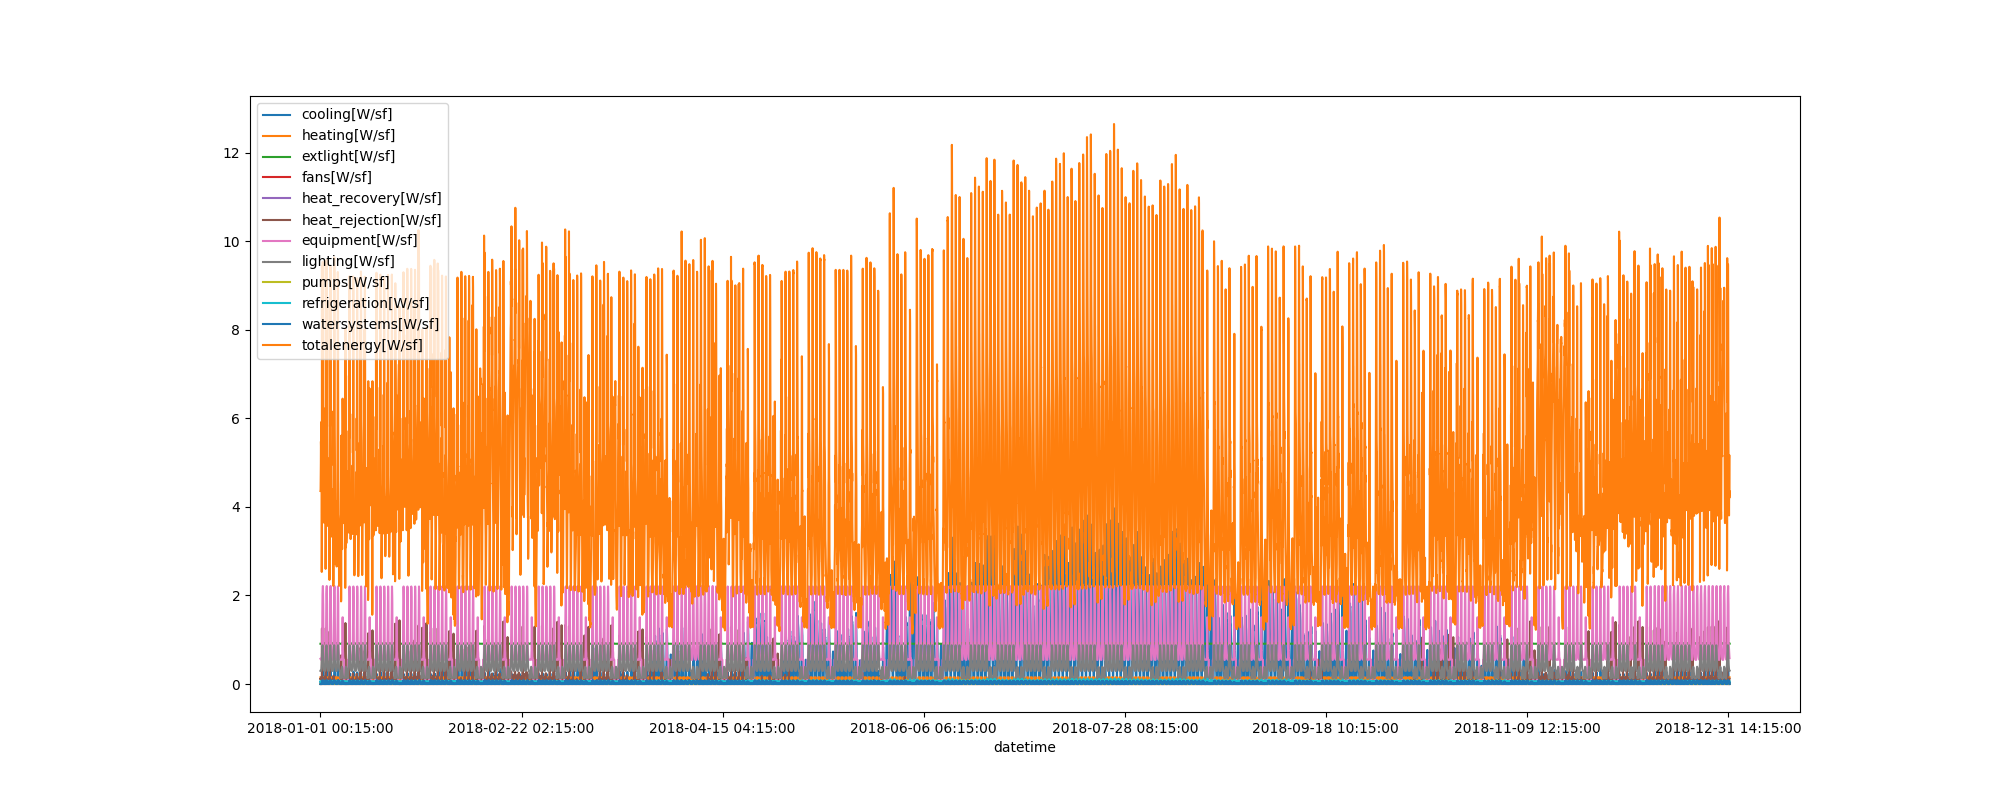 cooling[W/sf]
heating[W/sf]
extlight[W/sf]
fans[W/sf]
heat_recovery[W/sf]
heat_rejection[W/sf]
equipment[W/sf]
lighting[W/sf]
pumps[W/sf]
refrigeration[W/sf]
watersystems[W/sf]
totalenergy[W/sf]
12
10
8
6
4
2
0
2018-01-01 00:15:00 2018-02-22 02:15:00 2018-04-15 04:15:00 2018-06-06 06:15:00 2018-07-28 08:15:00 2018-09-18 10:15:00 2018-11-09 12:15:00 2018-12-31 14:15:00
datetime